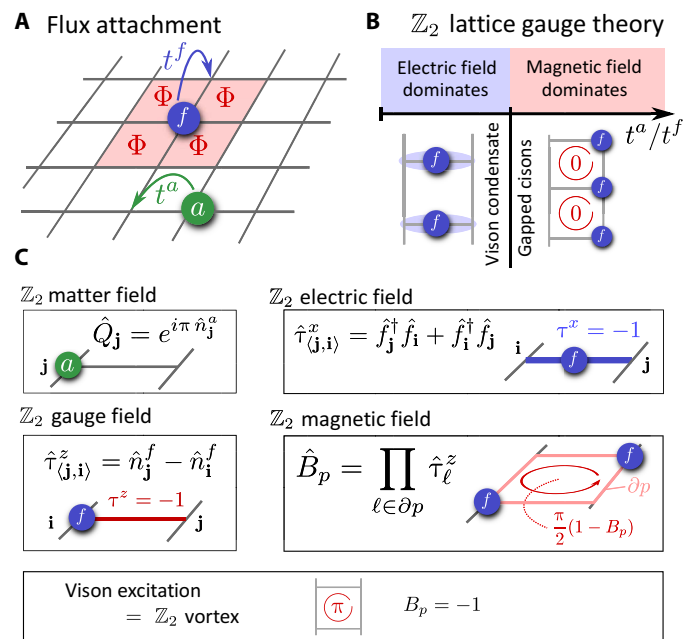 A Flux attachment
t^f
Φ Φ
f
Φ Φ
t^a
a
B ℤ₂ lattice gauge theory
Electric field dominates
Magnetic field dominates
t^a/t^f
f
f
Vison condensate
Gapped cisons
f
0
f
0
f
C
ℤ₂ matter field
Q̂_𝐣 = e^{iπ n̂_𝐣^a}
𝐣 a
ℤ₂ electric field
τ̂^x_{⟨𝐣,𝐢⟩} = f̂_𝐣^† f̂_𝐢 + f̂_𝐢^† f̂_𝐣
τ^x = −1
𝐢 f 𝐣
ℤ₂ gauge field
τ̂^z_{⟨𝐣,𝐢⟩} = n̂_𝐣^f − n̂_𝐢^f
τ^z = −1
𝐢 f 𝐣
ℤ₂ magnetic field
B̂_p = ∏_{ℓ∈∂p} τ̂_ℓ^z
f
f
∂p
π/2 (1 − B_p)
Vison excitation
= ℤ₂ vortex
π
B_p = −1